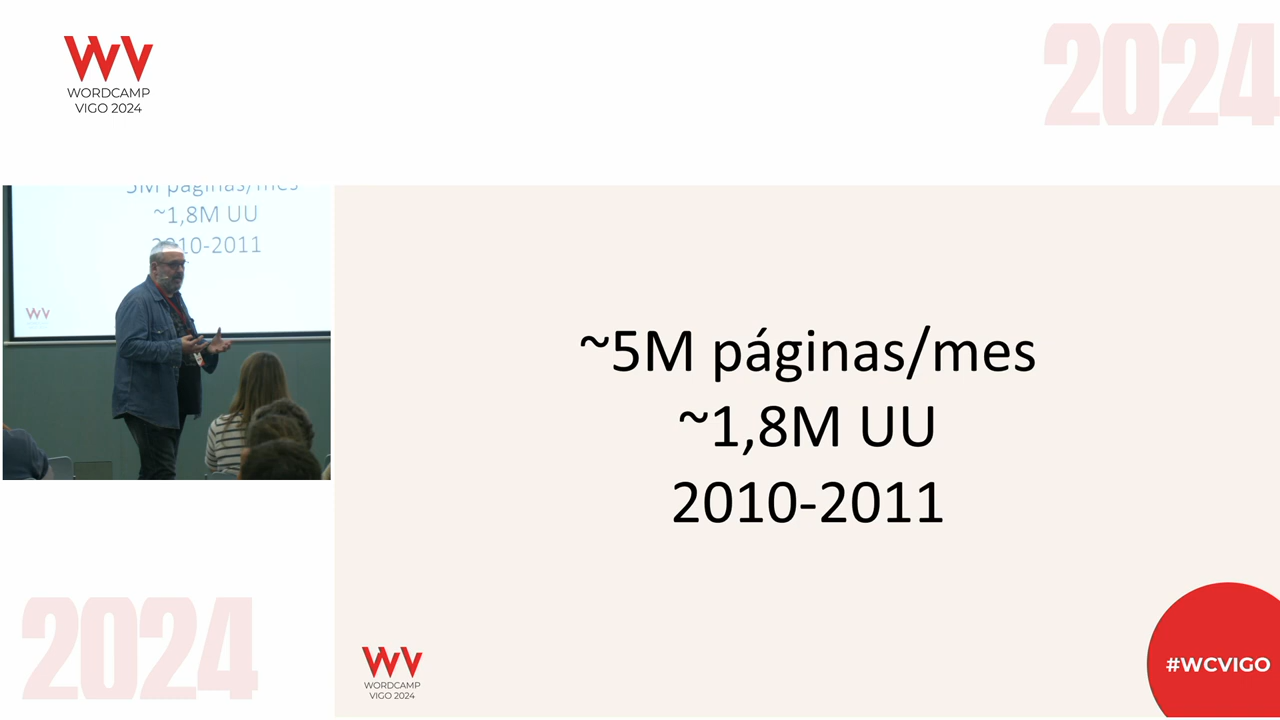 WORDCAMP
VIGO 2024
2024
5M páginas/mes
~1,8M UU
2010-2011
~5M páginas/mes
~1,8M UU
2010-2011
2024
WORDCAMP
VIGO 2024
#WCVIGO